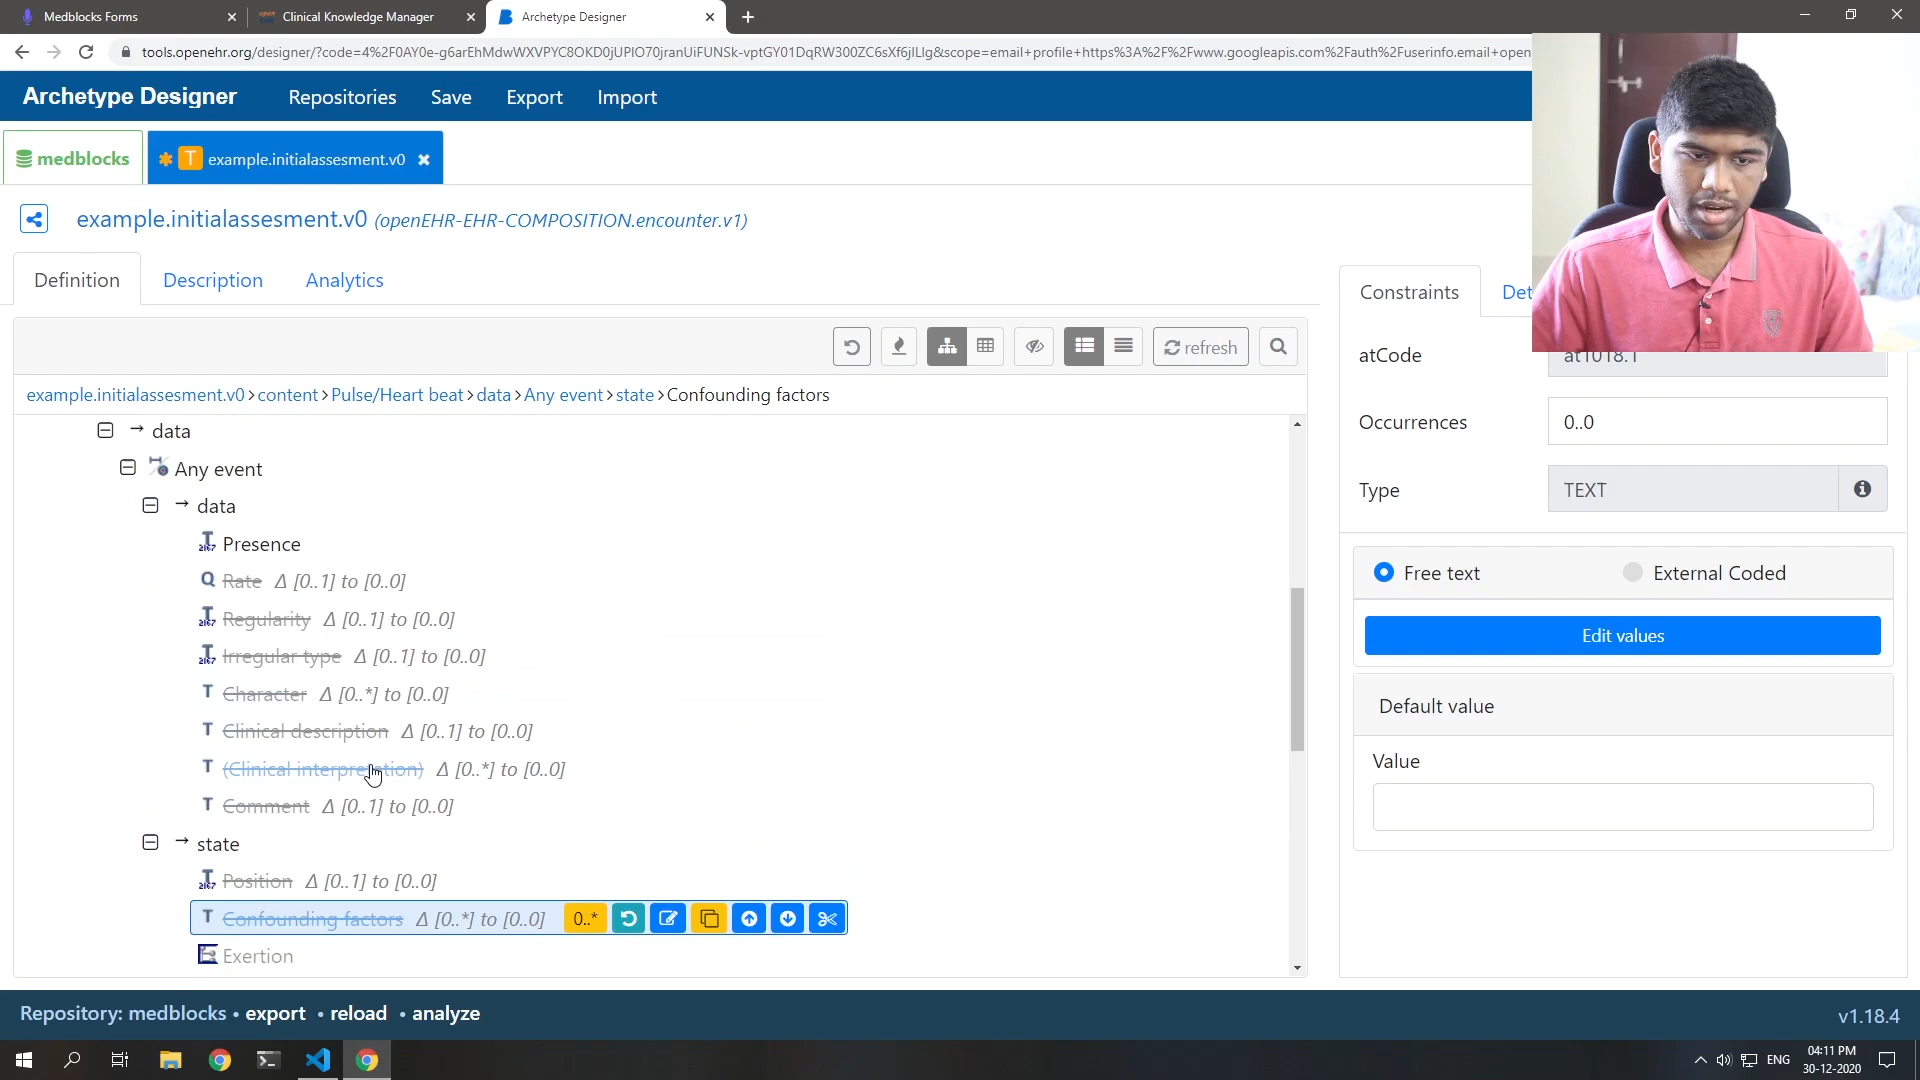 Medblocks Forms
openEHR Clinical Knowledge Manager
Archetype Designer
tools.openehr.org/designer/?code=4%2F0AY0e-g6arEhMdwWXVPYC8OKD0jUPlO70jranUiFUNSk-vptGY01DqRW300ZC6sXf6jILlg&scope=email+profile+https%3A%2F%2Fwww.googleapis.com%2Fauth%2Fuserinfo.email+open
Archetype Designer Repositories Save Export Import
medblocks
T example.initialassesment.v0
example.initialassesment.v0 (openEHR-EHR-COMPOSITION.encounter.v1)
Definition Description Analytics
refresh
example.initialassesment.v0 > content > Pulse/Heart beat > data > Any event > state > Confounding factors
data
Any event
data
Presence
Q Rate Δ [0..1] to [0..0]
Regularity Δ [0..1] to [0..0]
Irregular type Δ [0..1] to [0..0]
T Character Δ [0..*] to [0..0]
T Clinical description Δ [0..1] to [0..0]
T (Clinical interpretation) Δ [0..*] to [0..0]
T Comment Δ [0..1] to [0..0]
state
Position Δ [0..1] to [0..0]
T Confounding factors Δ [0..*] to [0..0] 0..*
Exertion
Constraints Det
atCode at1018.1
Occurrences 0..0
Type TEXT
Free text External Coded
Edit values
Default value
Value
Repository: medblocks • export • reload • analyze
v1.18.4
ENG
04:11 PM
30-12-2020